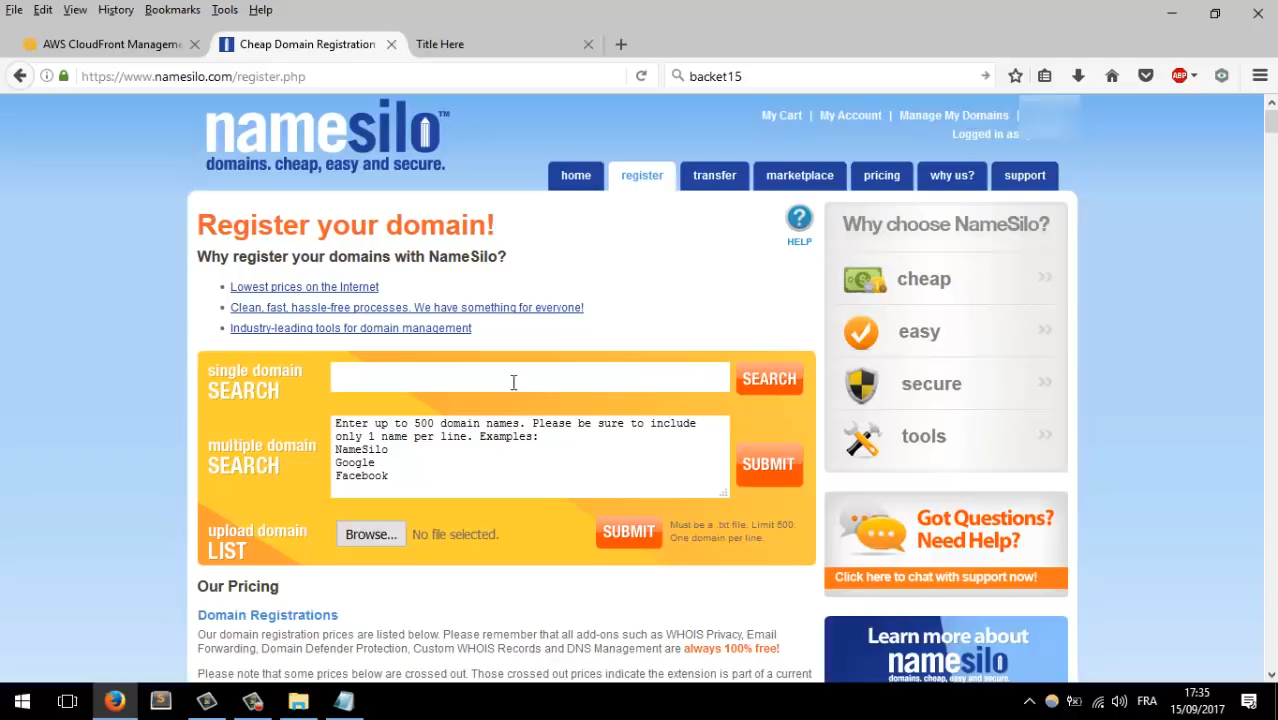 File Edit View History Bookmarks Tools Help
AWS CloudFront Managem
Cheap Domain Registration
Title Here
https://www.namesilo.com/register.php
backet15
ABP
namesilo™
domains. cheap, easy and secure.
My Cart | My Account | Manage My Domains |
Logged in as
home register transfer marketplace pricing why us? support
Register your domain!
? HELP
Why register your domains with NameSilo?
• Lowest prices on the Internet
• Clean, fast, hassle-free processes. We have something for everyone!
• Industry-leading tools for domain management
single domain
SEARCH
SEARCH
multiple domain
SEARCH
Enter up to 500 domain names. Please be sure to include
only 1 name per line. Examples:
NameSilo
Google
Facebook
SUBMIT
upload domain
LIST
Browse... No file selected.
SUBMIT
Must be a .txt file. Limit 500.
One domain per line.
Our Pricing
Domain Registrations
Our domain registration prices are listed below. Please remember that all add-ons such as WHOIS Privacy, Email
Forwarding, Domain Defender Protection, Custom WHOIS Records and DNS Management are always 100% free!
Please note that some prices below are crossed out. Those crossed out prices indicate the extension is part of a current
Why choose NameSilo?
cheap
easy
secure
tools
Got Questions?
Need Help?
Click here to chat with support now!
Learn more about
namesilo
FRA
17:35
15/09/2017